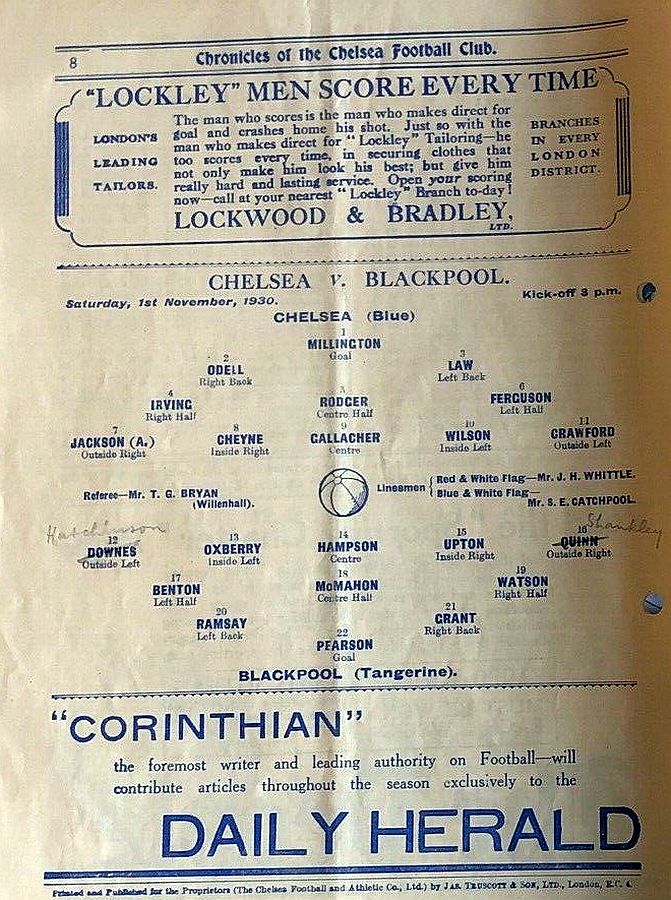 8
Chronicles of the Chelsea Football Club.
"LOCKLEY" MEN SCORE EVERY TIME
LONDON'S
LEADING
TAILORS.
The man who scores is the man who makes direct for
goal and crashes home his shot. Just so with the
man who makes direct for "Lockley" Tailoring—he
too scores every time, in securing clothes that
not only make him look his best; but give him
really hard and lasting service. Open your scoring
now—call at your nearest "Lockley" Branch to-day!
BRANCHES
IN EVERY
LONDON
DISTRICT.
LOCKWOOD & BRADLEY, LTD.
CHELSEA v. BLACKPOOL.
Saturday, 1st November, 1930.
Kick-off 3 p.m.
CHELSEA (Blue)
1
MILLINGTON
Goal
2
ODELL
Right Back
3
LAW
Left Back
4
IRVING
Right Half
5
RODGER
Centre Half
6
FERGUSON
Left Half
7
JACKSON (A.)
Outside Right
8
CHEYNE
Inside Right
9
GALLACHER
Centre
10
WILSON
Inside Left
11
CRAWFORD
Outside Left
Referee—Mr. T. G. BRYAN
(Willenhall).
Linesmen { Red & White Flag—Mr. J. H. WHITTLE.
Blue & White Flag—
Mr. S. E. CATCHPOOL.
Hatchinson
12
DOWNES
Outside Left
13
OXBERRY
Inside Left
14
HAMPSON
Centre
15
UPTON
Inside Right
Shankley
16
QUINN
Outside Right
17
BENTON
Left Half
18
McMAHON
Centre Half
19
WATSON
Right Half
20
RAMSAY
Left Back
21
GRANT
Right Back
22
PEARSON
Goal
BLACKPOOL (Tangerine).
"CORINTHIAN"
the foremost writer and leading authority on Football—will
contribute articles throughout the season exclusively to the
DAILY HERALD
Printed and Published for the Proprietors (The Chelsea Football and Athletic Co., Ltd.) by JAS. TRUSCOTT & SON, LTD., London, E.C. 4.